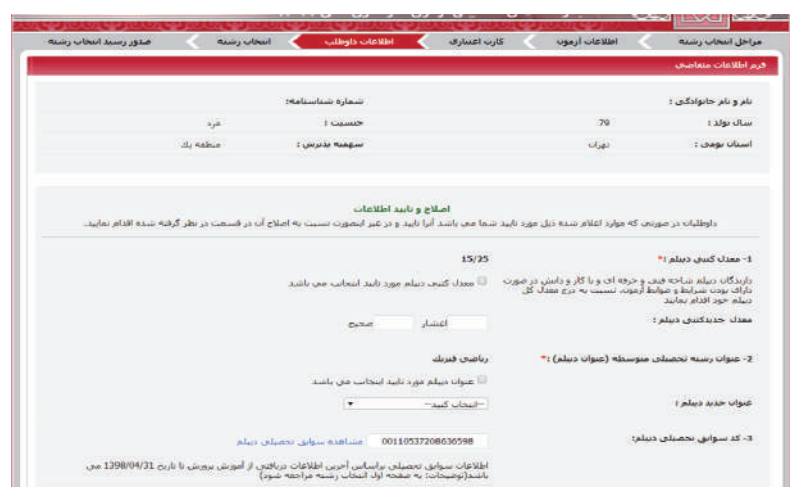 مراحل انتخاب رشته
اطلاعات آزمون
کارت اعتباری
اطلاعات داوطلب
انتخاب رشته
صدور رسید انتخاب رشته
فرم اطلاعات متقاضی
نام و نام خانوادگی :
شماره شناسنامه:
سال تولد : 79
جنسیت : مرد
استان بومی : تهران
سهمیه پذیرش : منطقه یک
اصلاح و تایید اطلاعات
داوطلبان در صورتی که موارد اعلام شده ذیل مورد تایید شما می باشد آنرا تایید و در غیر اینصورت نسبت به اصلاح آن در قسمت در نظر گرفته شده اقدام نمایید.
1- معدل کتبی دیپلم :*
15/25
دارندگان دیپلم شاخه فنی و حرفه ای و یا کار و دانش در صورت
دارای بودن شرایط و ضوابط آزمون، نسبت به درج معدل کل
دیپلم خود اقدام نمایند
معدل کتبی دیپلم مورد تایید اینجانب می باشد
معدل جدیدکتبی دیپلم :
اعشار
صحیح
2- عنوان رشته تحصیلی متوسطه (عنوان دیپلم) :*
ریاضی فیزیک
عنوان دیپلم مورد تایید اینجانب می باشد
عنوان جدید دیپلم :
--انتخاب کنید--
3- کد سوابق تحصیلی دیپلم:
00110537208636598
مشاهده سوابق تحصیلی دیپلم
اطلاعات سوابق تحصیلی براساس آخرین اطلاعات دریافتی از آموزش پرورش تا تاریخ 1398/04/31 می
باشد(توضیحات: به صفحه اول انتخاب رشته مراجعه شود)